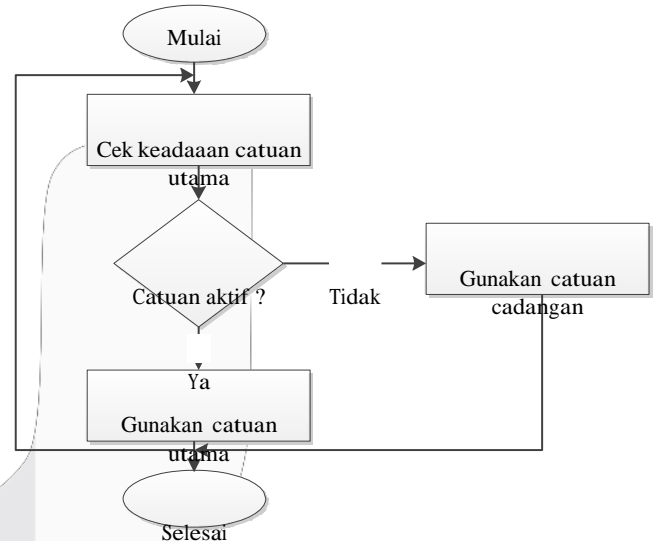 Mulai
Cek keadaaan catuan
utama
Catuan aktif ?
Tidak
Gunakan catuan
cadangan
Ya
Gunakan catuan
utama
Selesai